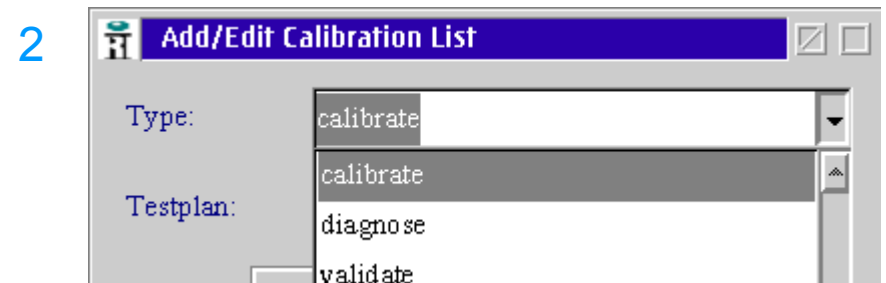 2
Add/Edit Calibration List
Type: calibrate
calibrate
Testplan:
diagnose
validate